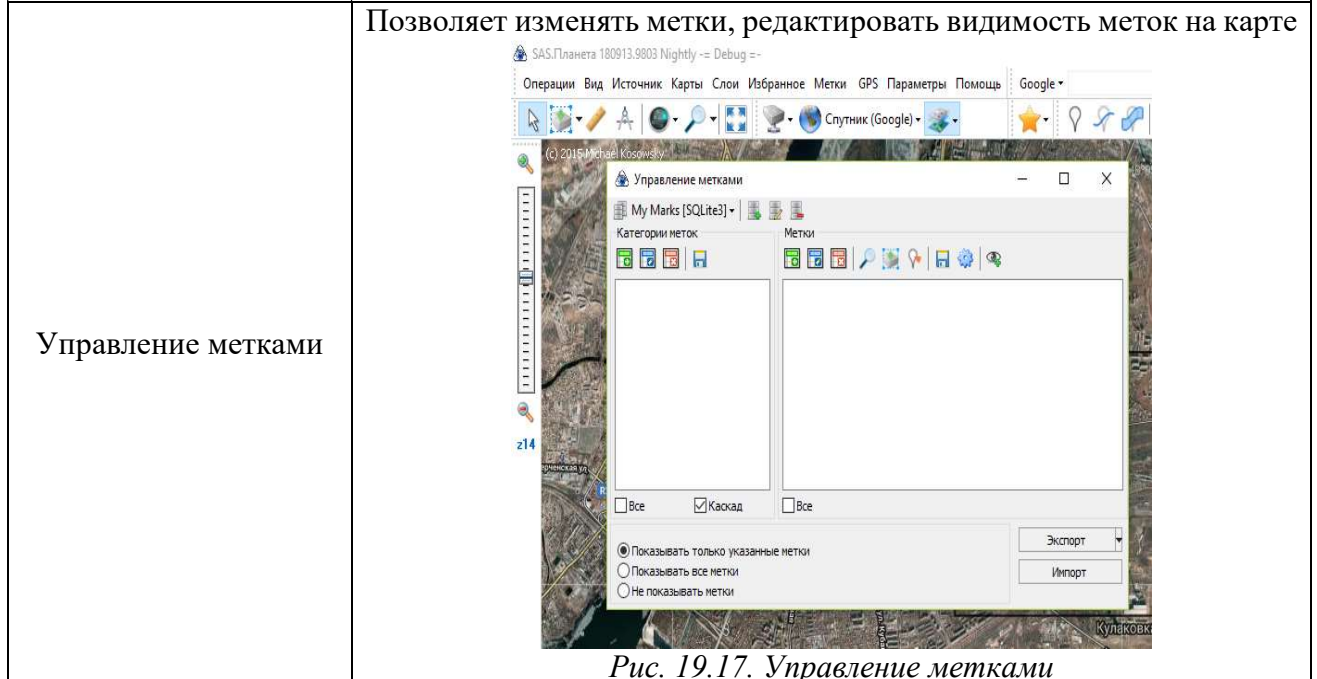 Управление метками
Позволяет изменять метки, редактировать видимость меток на карте
SAS.Планета 180913.9803 Nightly -= Debug =-
Операции Вид Источник Карты Слои Избранное Метки GPS Параметры Помощь Google
Спутник (Google)
(c) 2015 Michael Kosowsky
Управление метками
My Marks [SQLite3]
Категории меток Метки
z14
Все Каскад Все
Показывать только указанные метки
Показывать все метки
Не показывать метки
Экспорт
Импорт
Кулаковк
Рис. 19.17. Управление метками